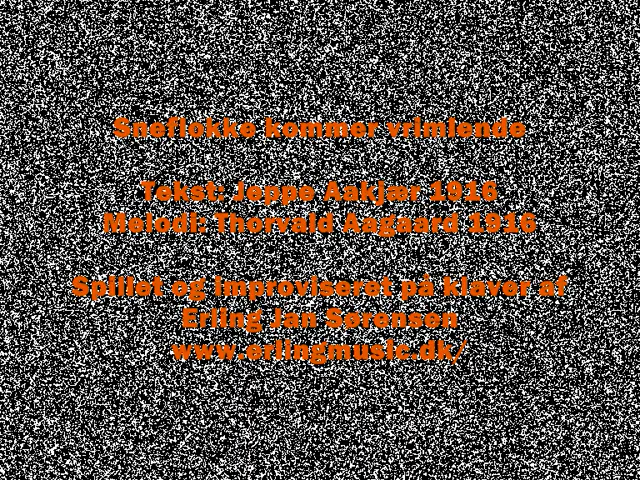 Sneflokke kommer vrimlende
Tekst: Jeppe Aakjær 1916
Melodi: Thorvald Aagaard 1916
Spillet og improviseret på klaver af
Erling Jan Sørensen
www.erlingmusic.dk/